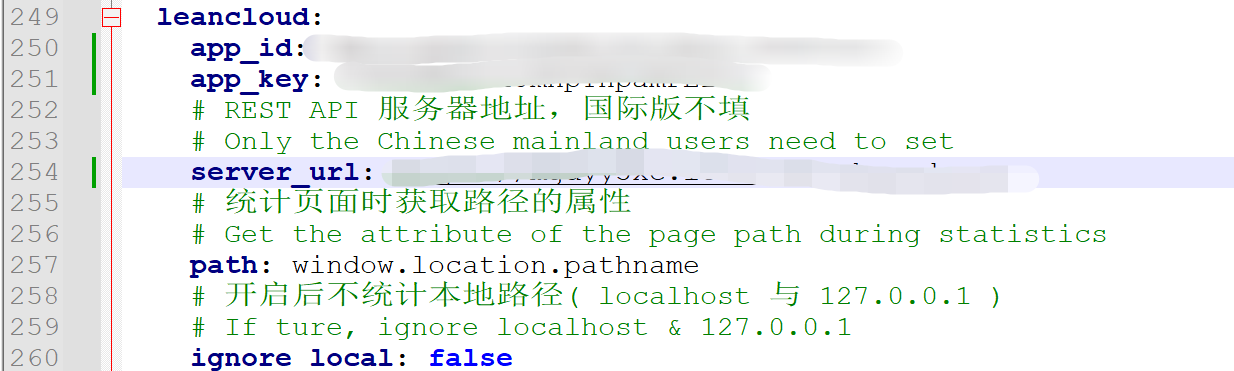 249 leancloud:
250 app_id:
251 app_key:
252 # REST API 服务器地址，国际版不填
253 # Only the Chinese mainland users need to set
254 server_url:
255 # 统计页面时获取路径的属性
256 # Get the attribute of the page path during statistics
257 path: window.location.pathname
258 # 开启后不统计本地路径( localhost 与 127.0.0.1 )
259 # If ture, ignore localhost & 127.0.0.1
260 ignore_local: false